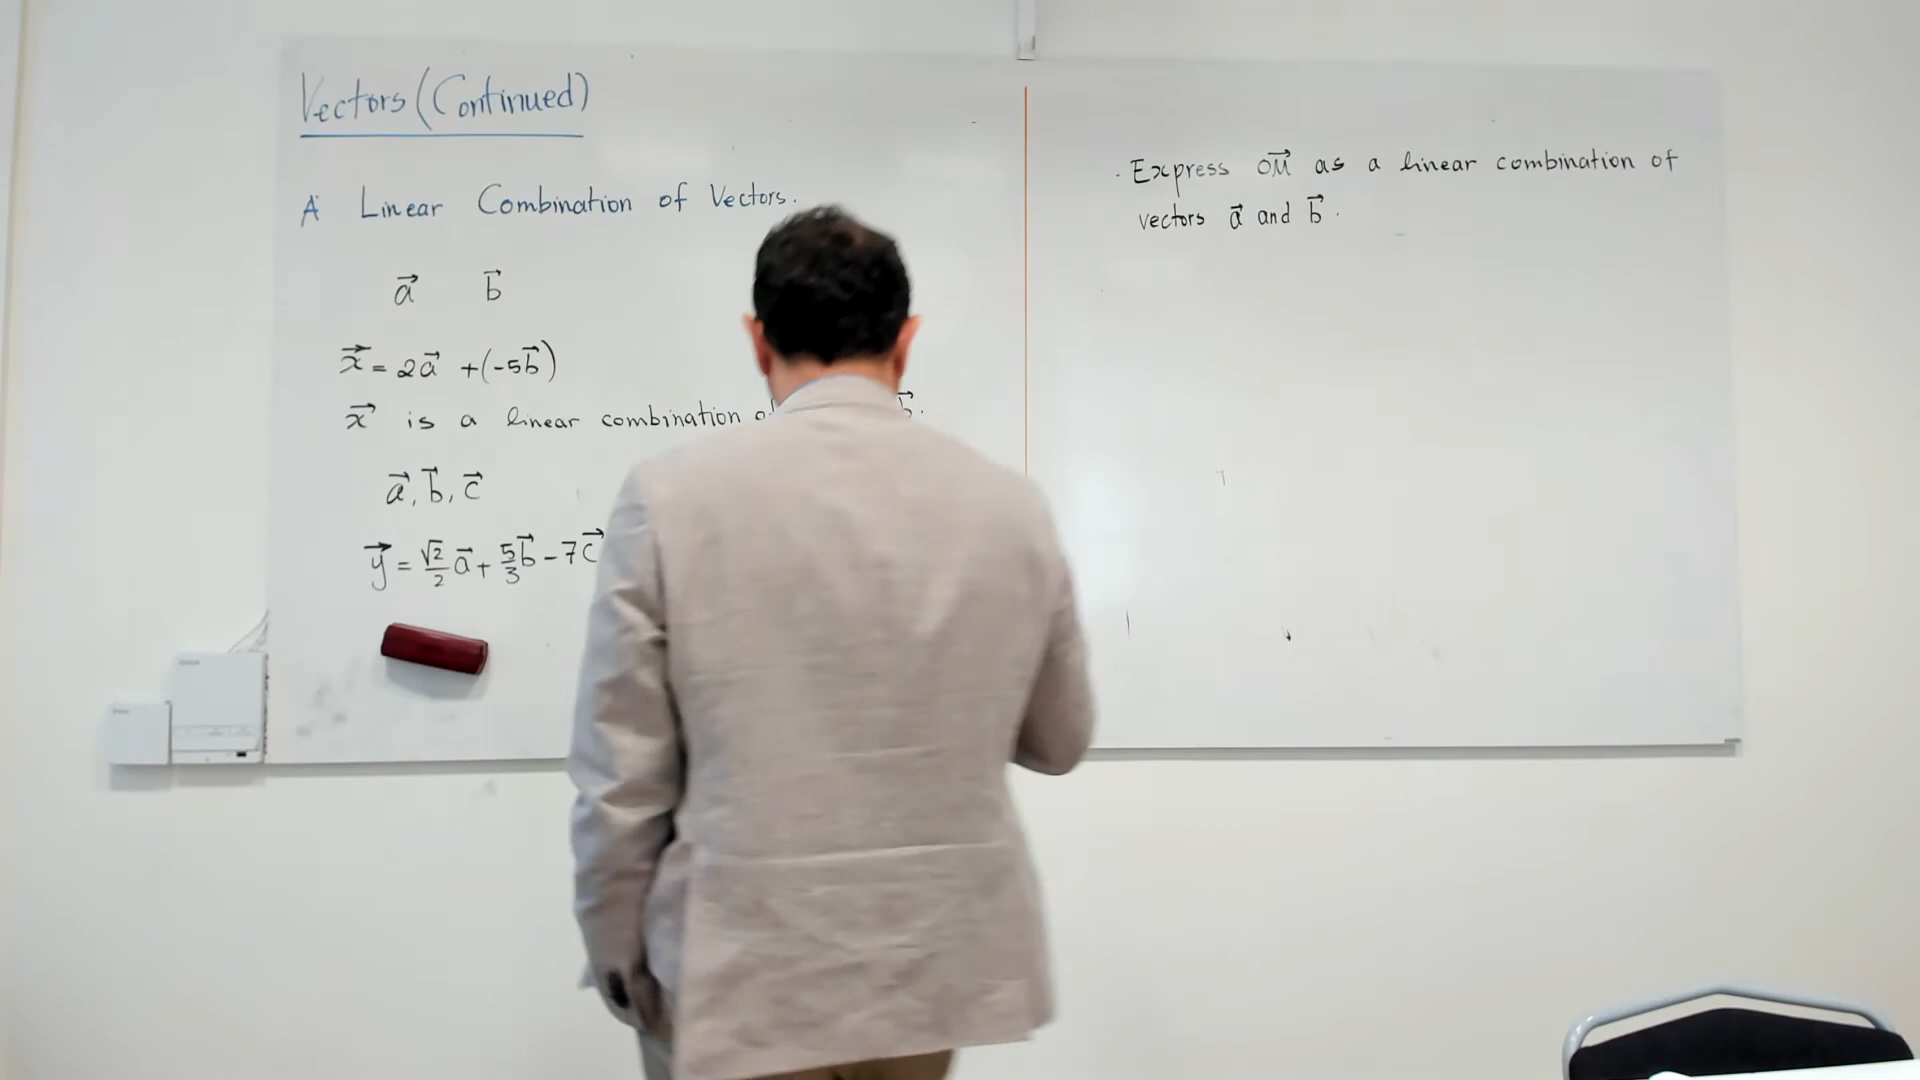 Vectors (Continued)
A Linear Combination of Vectors.
a⃗ b⃗
x⃗ = 2a⃗ + (-5b⃗)
x⃗ is a linear combination b⃗.
a⃗, b⃗, c⃗
y⃗ = √2/2 a⃗ + 5/3 b⃗ - 7c⃗
. Express OM⃗ as a linear combination of
vectors a⃗ and b⃗.